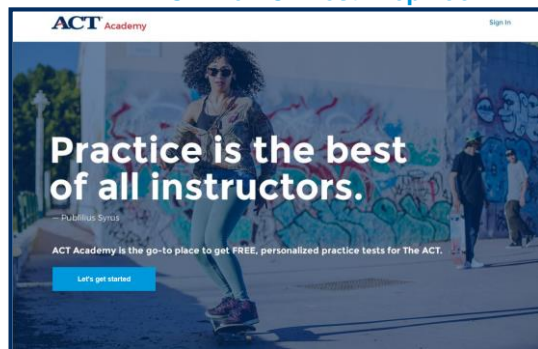 ACT Academy
Sign In
Practice is the best
of all instructors.
— Publilius Syrus
ACT Academy is the go-to place to get FREE, personalized practice tests for The ACT.
Let's get started